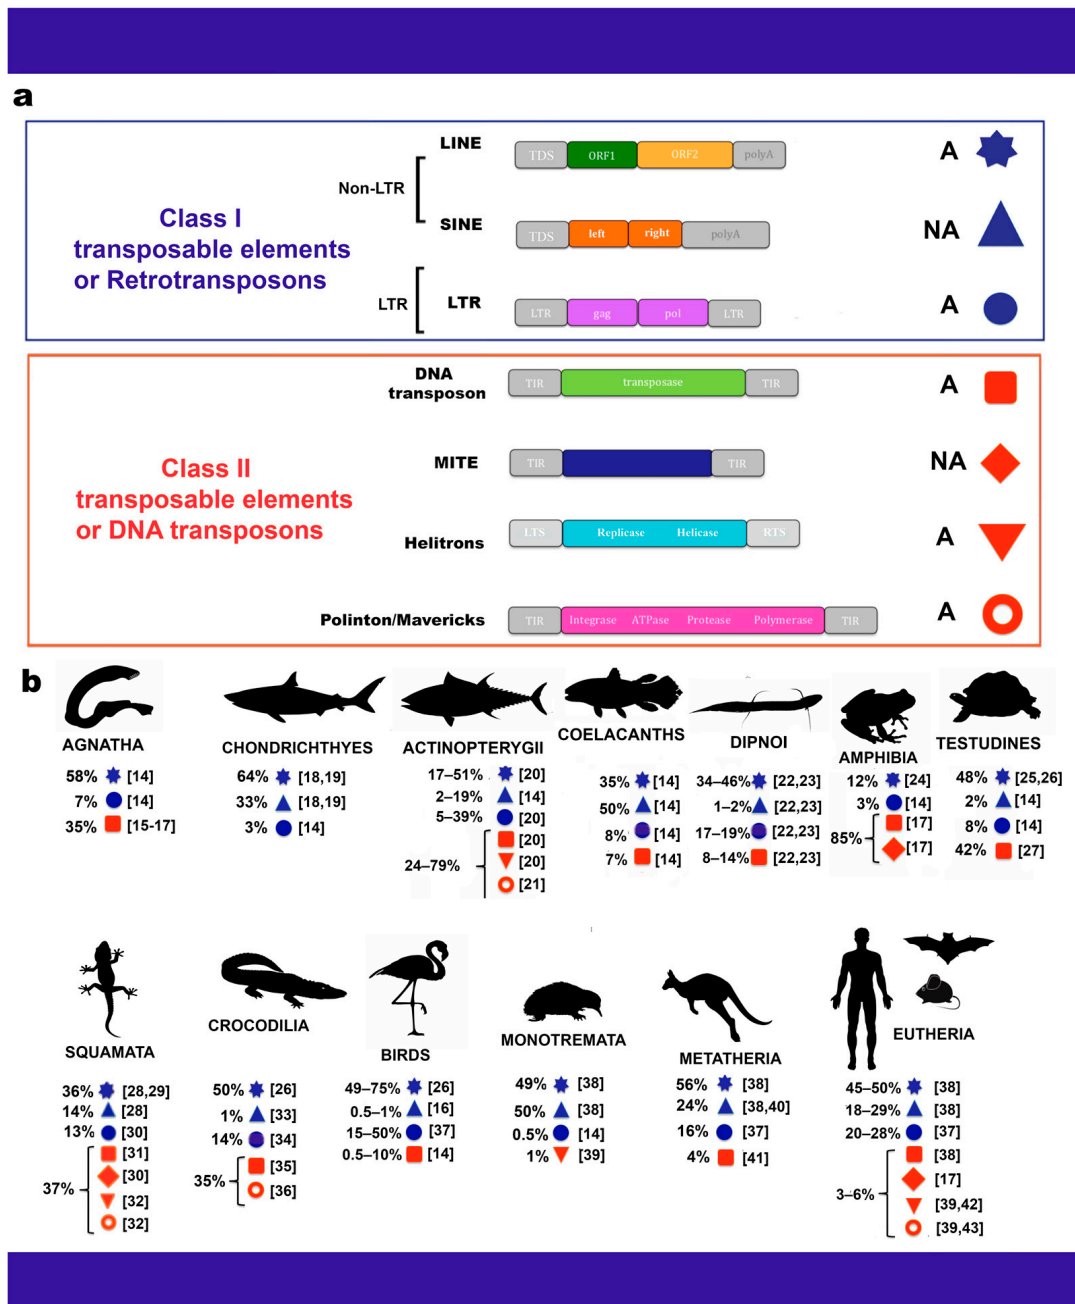 a
Class I
transposable elements
or Retrotransposons
Non-LTR
LTR
LINE
TDS ORF1 ORF2 polyA
A
SINE
TDS left right polyA
NA
LTR
LTR gag pol LTR
A
Class II
transposable elements
or DNA transposons
DNA
transposon
TIR transposase TIR
A
MITE
TIR TIR
NA
Helitrons
LTS Replicase Helicase RTS
A
Polinton/Mavericks
TIR Integrase ATPase Protease Polymerase TIR
A
b
AGNATHA
58% [14]
7% [14]
35% [15-17]
CHONDRICHTHYES
64% [18,19]
33% [18,19]
3% [14]
ACTINOPTERYGII
17–51% [20]
2–19% [14]
5–39% [20]
24–79%
[20]
[20]
[21]
COELACANTHS
35% [14]
50% [14]
8% [14]
7% [14]
DIPNOI
34–46% [22,23]
1–2% [22,23]
17–19% [22,23]
8–14% [22,23]
AMPHIBIA
12% [24]
3% [14]
85%
[17]
[17]
TESTUDINES
48% [25,26]
2% [14]
8% [14]
42% [27]
SQUAMATA
36% [28,29]
14% [28]
13% [30]
37%
[31]
[30]
[32]
[32]
CROCODILIA
50% [26]
1% [33]
14% [34]
35%
[35]
[36]
BIRDS
49–75% [26]
0.5–1% [16]
15–50% [37]
0.5–10% [14]
MONOTREMATA
49% [38]
50% [38]
0.5% [14]
1% [39]
METATHERIA
56% [38]
24% [38,40]
16% [37]
4% [41]
EUTHERIA
45–50% [38]
18–29% [38]
20–28% [37]
3–6%
[38]
[17]
[39,42]
[39,43]